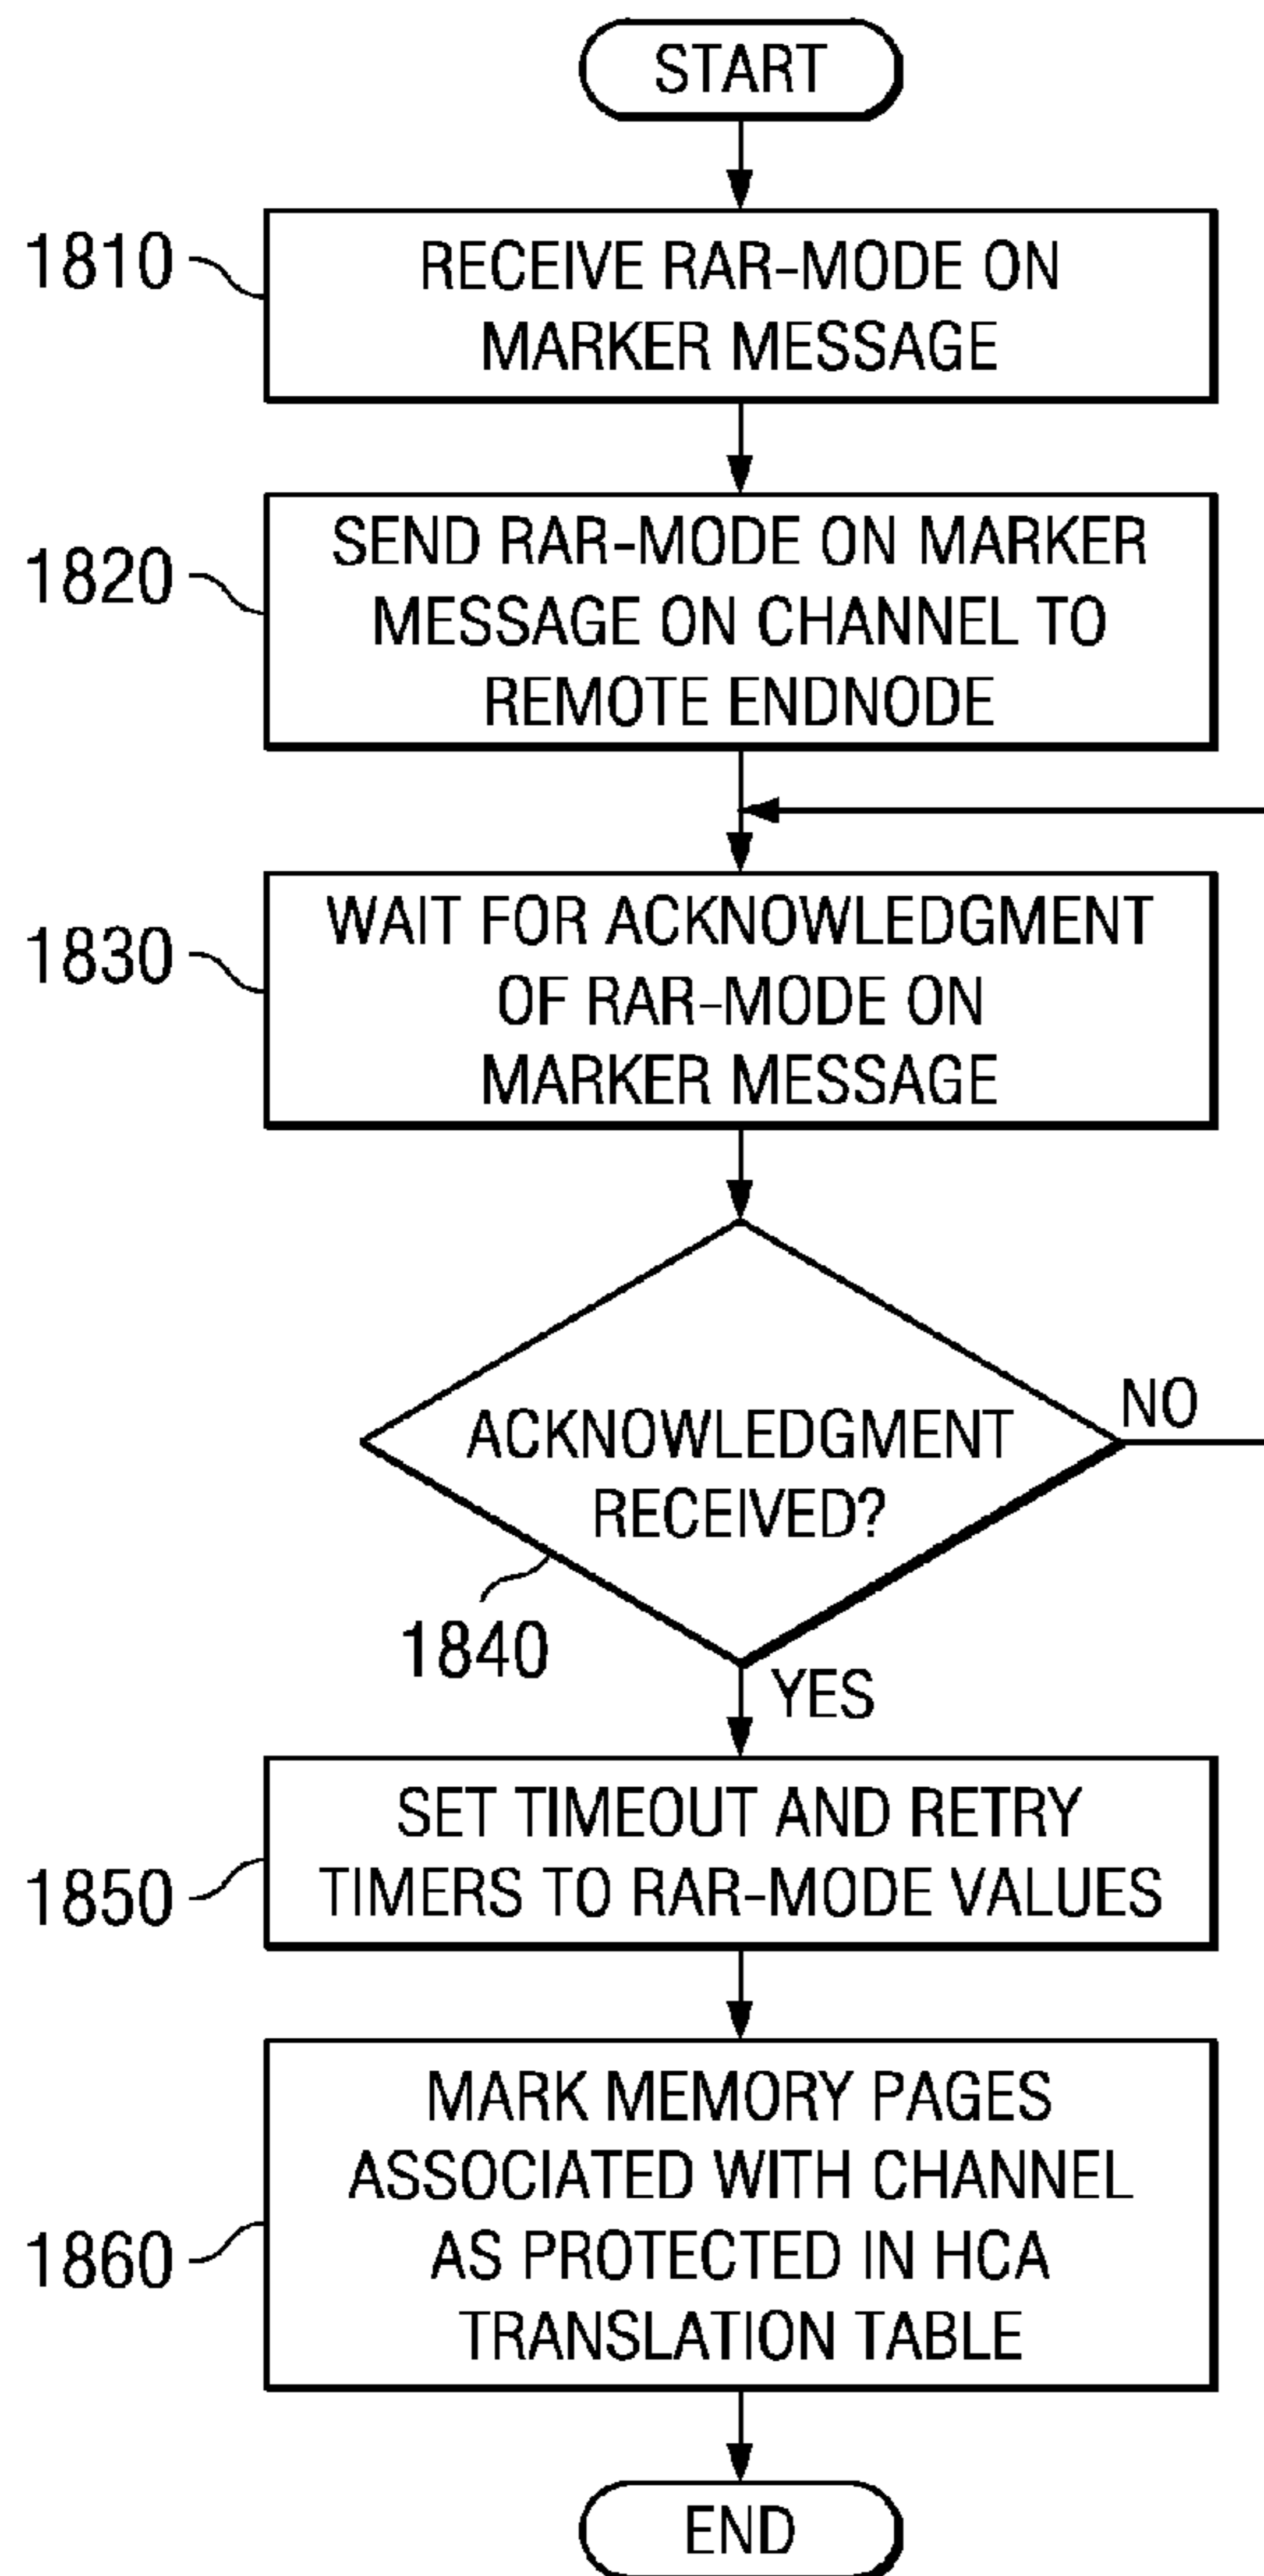 START
1810
RECEIVE RAR-MODE ON
MARKER MESSAGE
1820
SEND RAR-MODE ON MARKER
MESSAGE ON CHANNEL TO
REMOTE ENDNODE
1830
WAIT FOR ACKNOWLEDGMENT
OF RAR-MODE ON
MARKER MESSAGE
ACKNOWLEDGMENT
RECEIVED?
NO
1840
YES
1850
SET TIMEOUT AND RETRY
TIMERS TO RAR-MODE VALUES
1860
MARK MEMORY PAGES
ASSOCIATED WITH CHANNEL
AS PROTECTED IN HCA
TRANSLATION TABLE
END